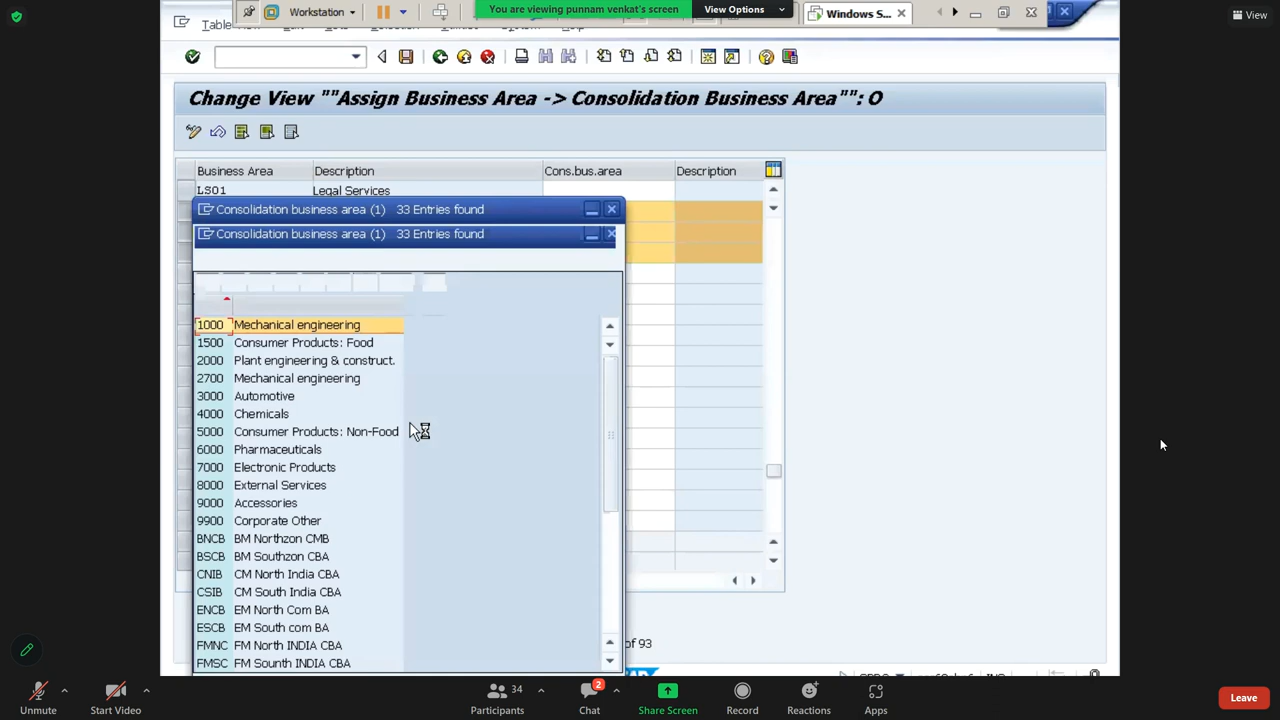 Workstation
You are viewing punnam venkat's screen
View Options
Windows S...
View
Table
Change View ""Assign Business Area -> Consolidation Business Area"": O
Business Area Description Cons.bus.area Description
LS01 Legal Services
Consolidation business area (1) 33 Entries found
Consolidation business area (1) 33 Entries found
1000 Mechanical engineering
1500 Consumer Products: Food
2000 Plant engineering & construct.
2700 Mechanical engineering
3000 Automotive
4000 Chemicals
5000 Consumer Products: Non-Food
6000 Pharmaceuticals
7000 Electronic Products
8000 External Services
9000 Accessories
9900 Corporate Other
BNCB BM Northzon CMB
BSCB BM Southzon CBA
CNIB CM North India CBA
CSIB CM South India CBA
ENCB EM North Com BA
ESCB EM South com BA
FMNC FM North INDIA CBA
FMSC FM Sounth INDIA CBA
of 93
Unmute
Start Video
34
Participants
2
Chat
Share Screen
Record
Reactions
Apps
Leave